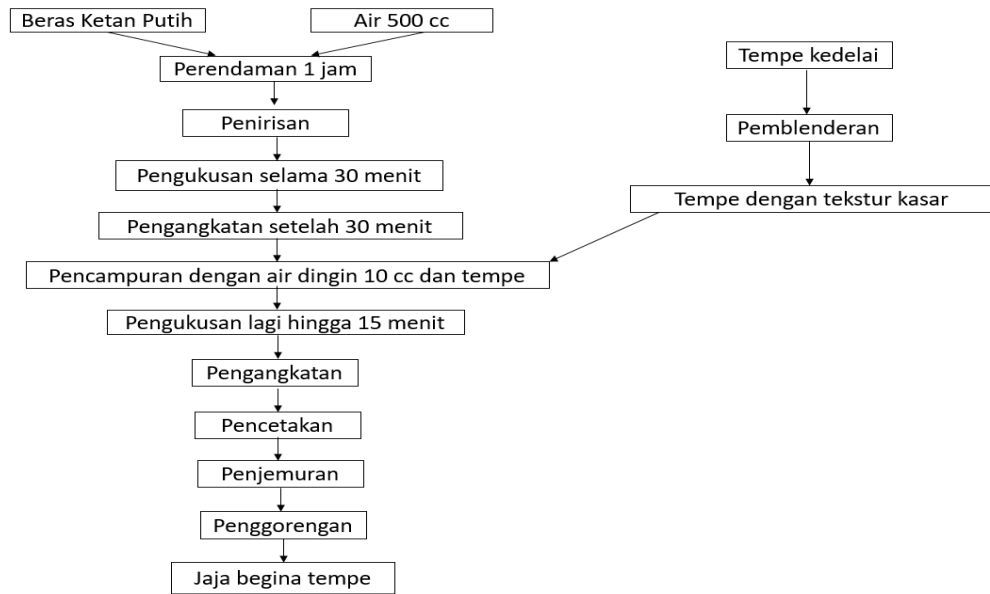 Beras Ketan Putih
Air 500 cc
Perendaman 1 jam
Penirisan
Pengukusan selama 30 menit
Pengangkatan setelah 30 menit
Tempe kedelai
Pemblenderan
Tempe dengan tekstur kasar
Pencampuran dengan air dingin 10 cc dan tempe
Pengukusan lagi hingga 15 menit
Pengangkatan
Pencetakan
Penjemuran
Penggorengan
Jaja begina tempe